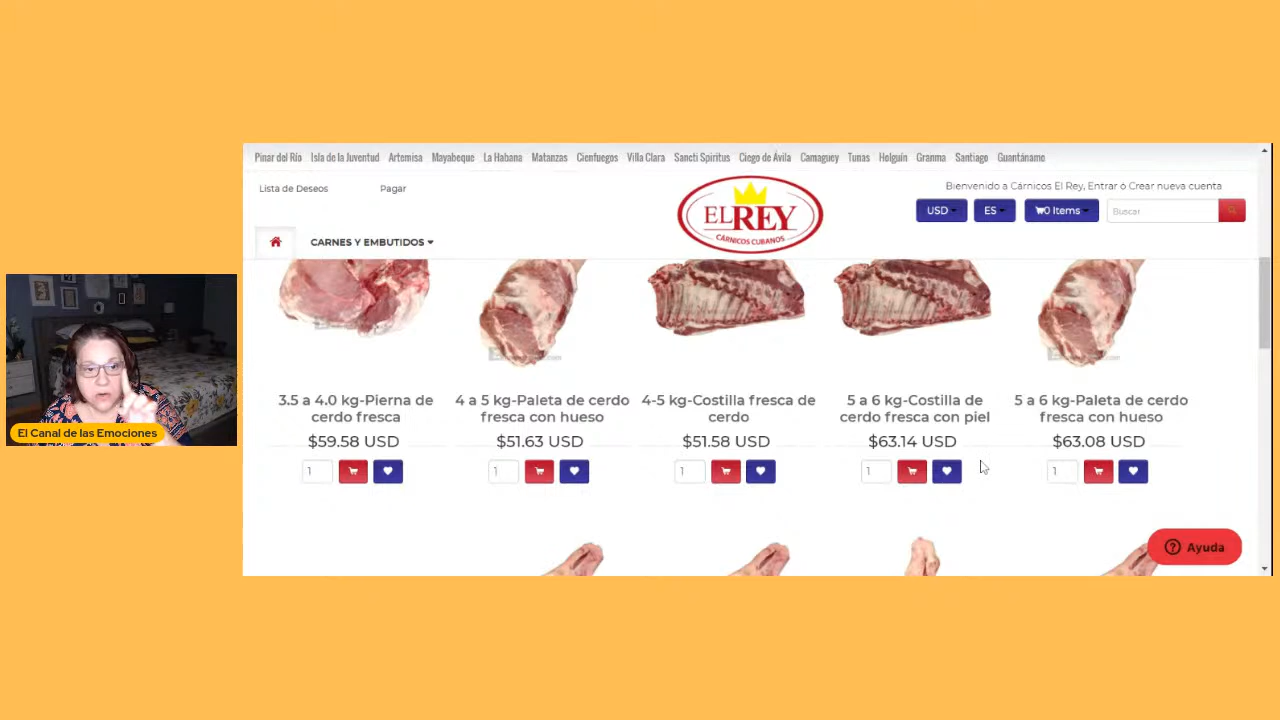 Pinar del Río Isla de la Juventud Artemisa Mayabeque La Habana Matanzas Cienfuegos Villa Clara Sancti Spiritus Ciego de Ávila Camaguey Tunas Holguín Granma Santiago Guantánamo
Lista de Deseos Pagar
Bienvenido a Cárnicos El Rey, Entrar ó Crear nueva cuenta
USD ES 0 Items Buscar
EL REY
CÁRNICOS CUBANOS
CARNES Y EMBUTIDOS
3.5 a 4.0 kg-Pierna de
cerdo fresca
$59.58 USD
1
4 a 5 kg-Paleta de cerdo
fresca con hueso
$51.63 USD
1
4-5 kg-Costilla fresca de
cerdo
$51.58 USD
1
5 a 6 kg-Costilla de
cerdo fresca con piel
$63.14 USD
1
5 a 6 kg-Paleta de cerdo
fresca con hueso
$63.08 USD
1
Ayuda
El Canal de las Emociones